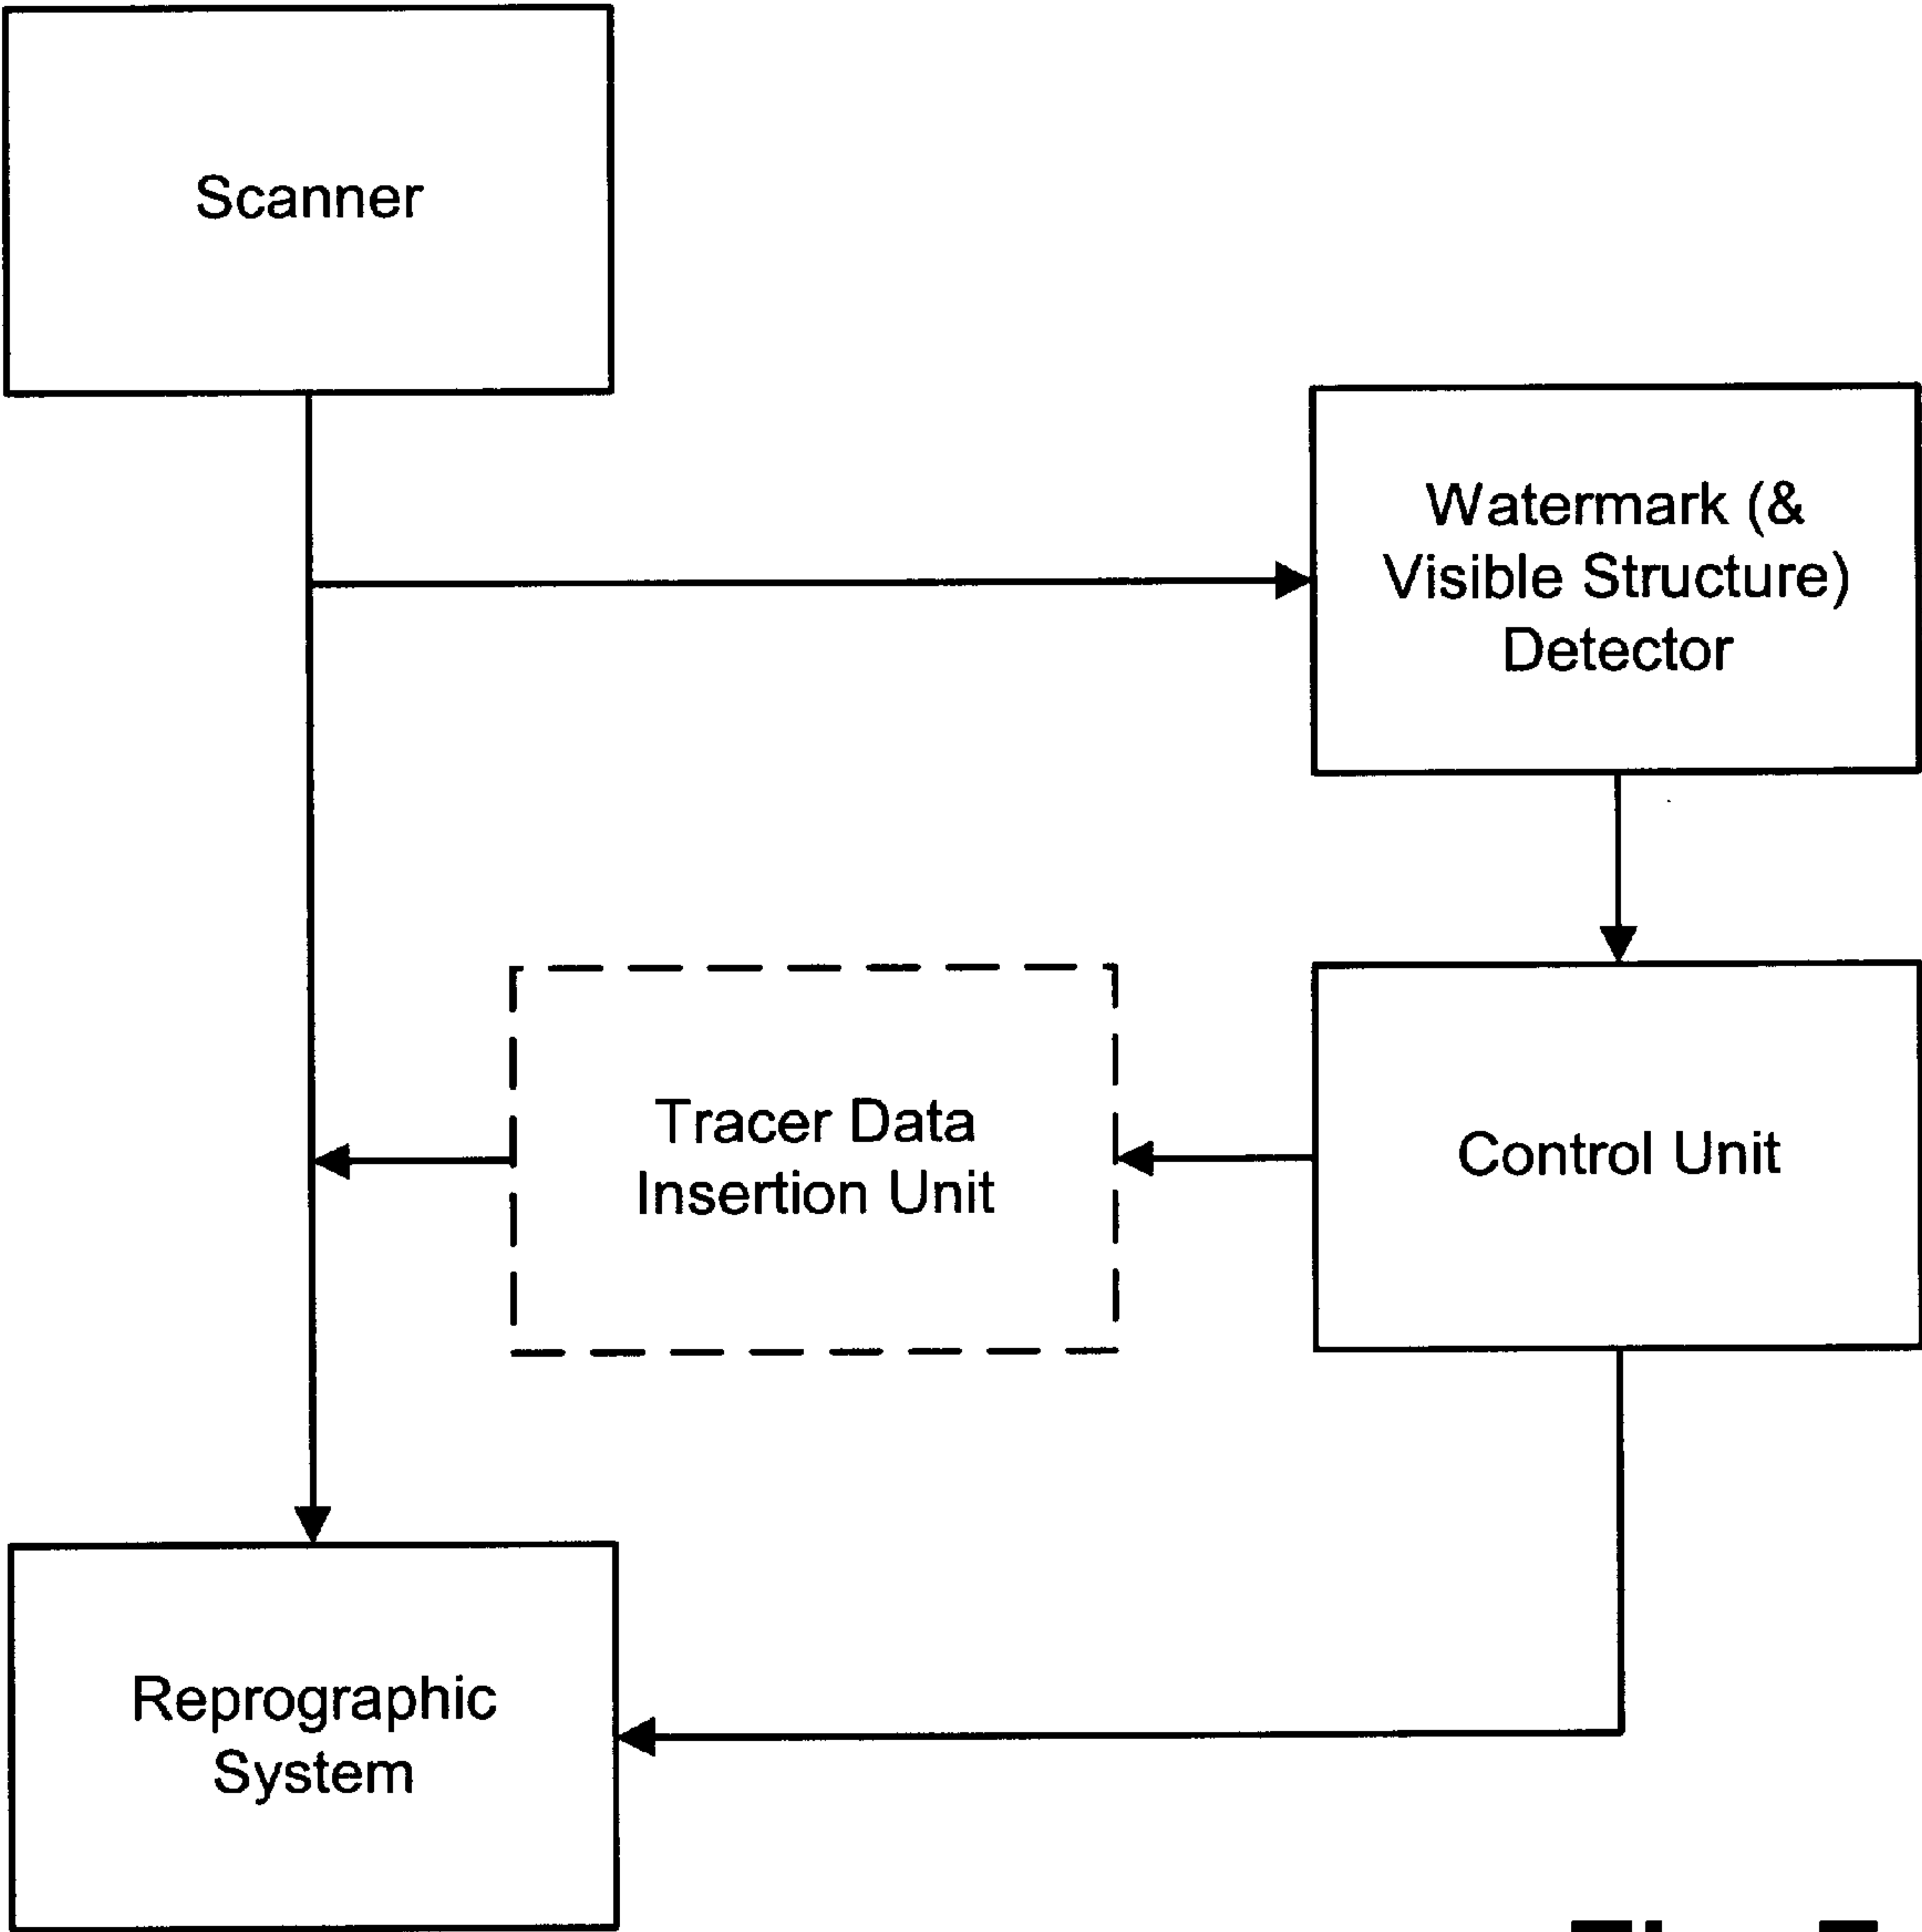 Scanner
Watermark (&
Visible Structure)
Detector
Tracer Data
Insertion Unit
Control Unit
Reprographic
System